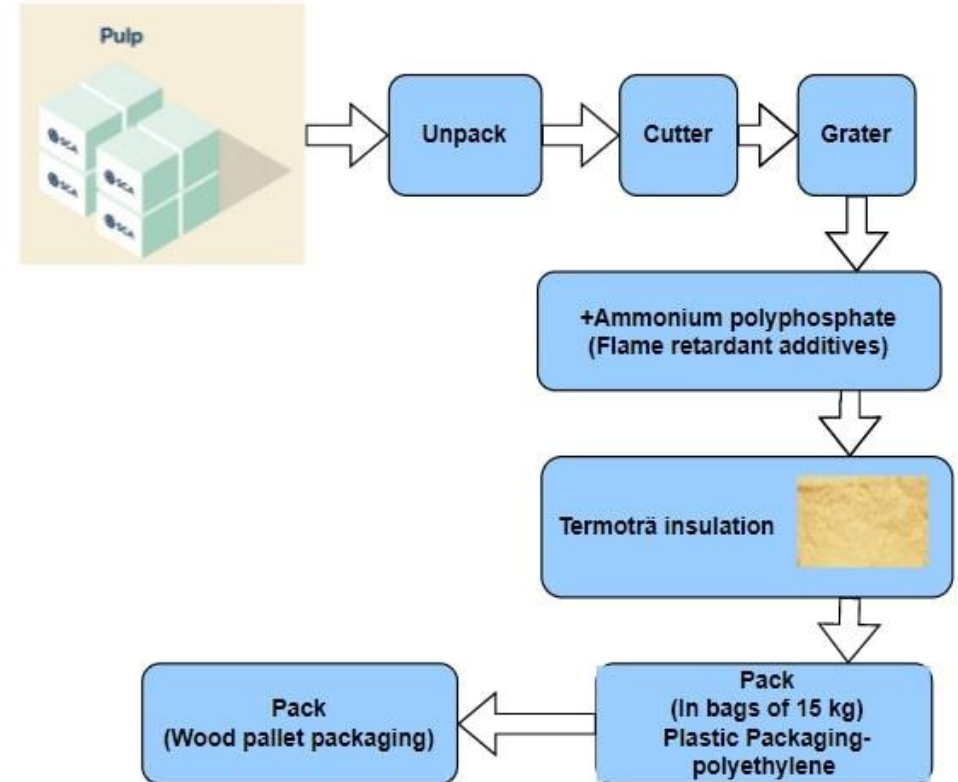 Pulp
SCA
SCA
SCA
SCA
Unpack
Cutter
Grater
+Ammonium polyphosphate
(Flame retardant additives)
Termoträ insulation
Pack
(In bags of 15 kg)
Plastic Packaging-
polyethylene
Pack
(Wood pallet packaging)